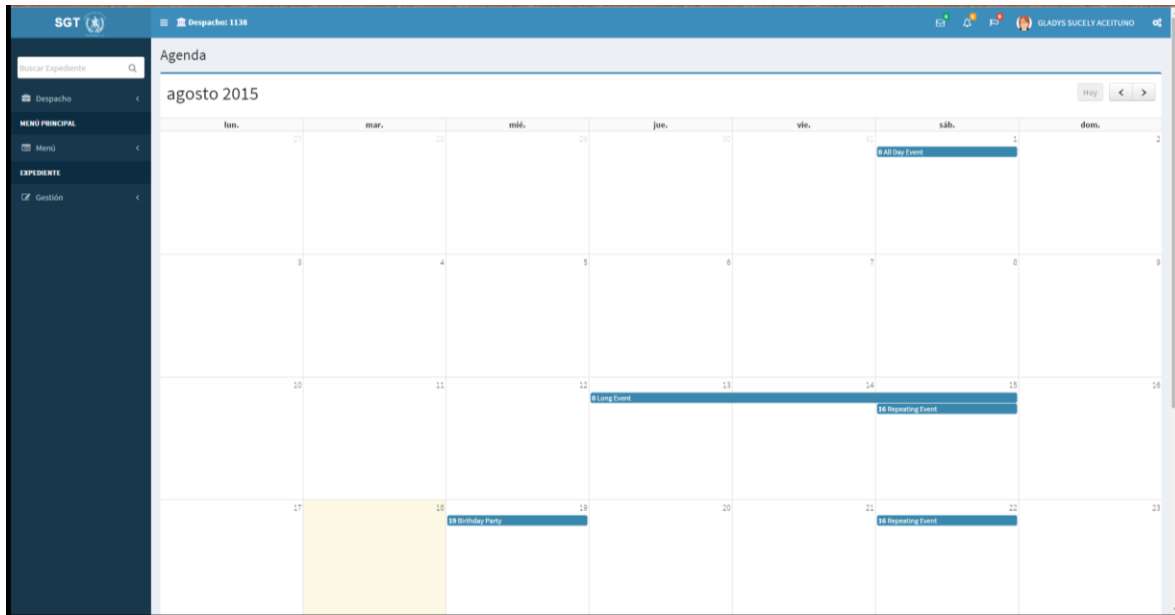 SGT
Despacho: 1138
GLADYS SUCELY ACEITUNO
Buscar Expediente
Despacho
MENÚ PRINCIPAL
Menú
EXPEDIENTE
Gestión
Agenda
agosto 2015
Hoy
lun. mar. mié. jue. vie. sáb. dom.
27 28 29 30 31 1 2
0 All Day Event
3 4 5 6 7 8 9
10 11 12 13 14 15 16
0 Long Event
16 Repeating Event
17 18 19 20 21 22 23
19 Birthday Party
16 Repeating Event